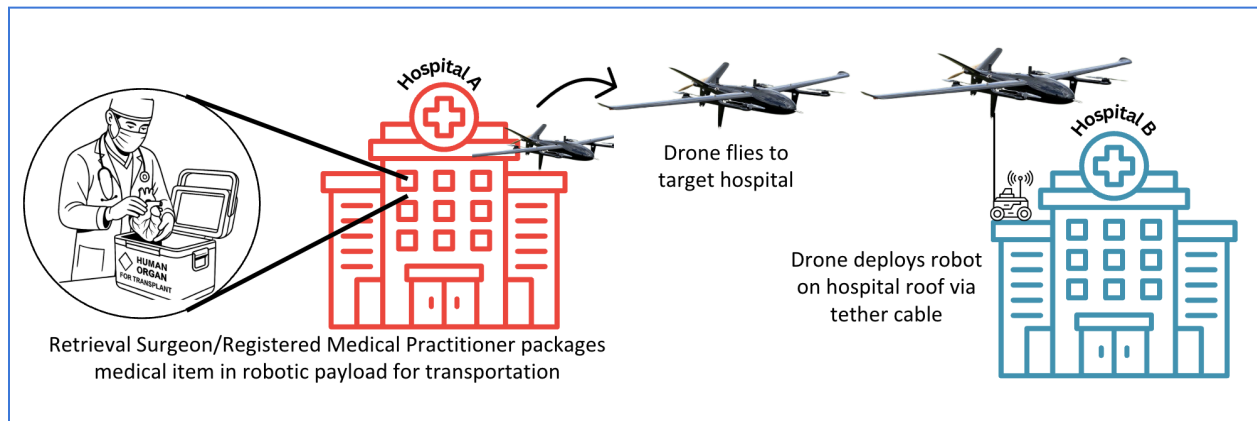 Hospital A
Hospital B
HUMAN
ORGAN
FOR TRANSPLANT
Drone flies to
target hospital
Drone deploys robot
on hospital roof via
tether cable
Retrieval Surgeon/Registered Medical Practitioner packages
medical item in robotic payload for transportation